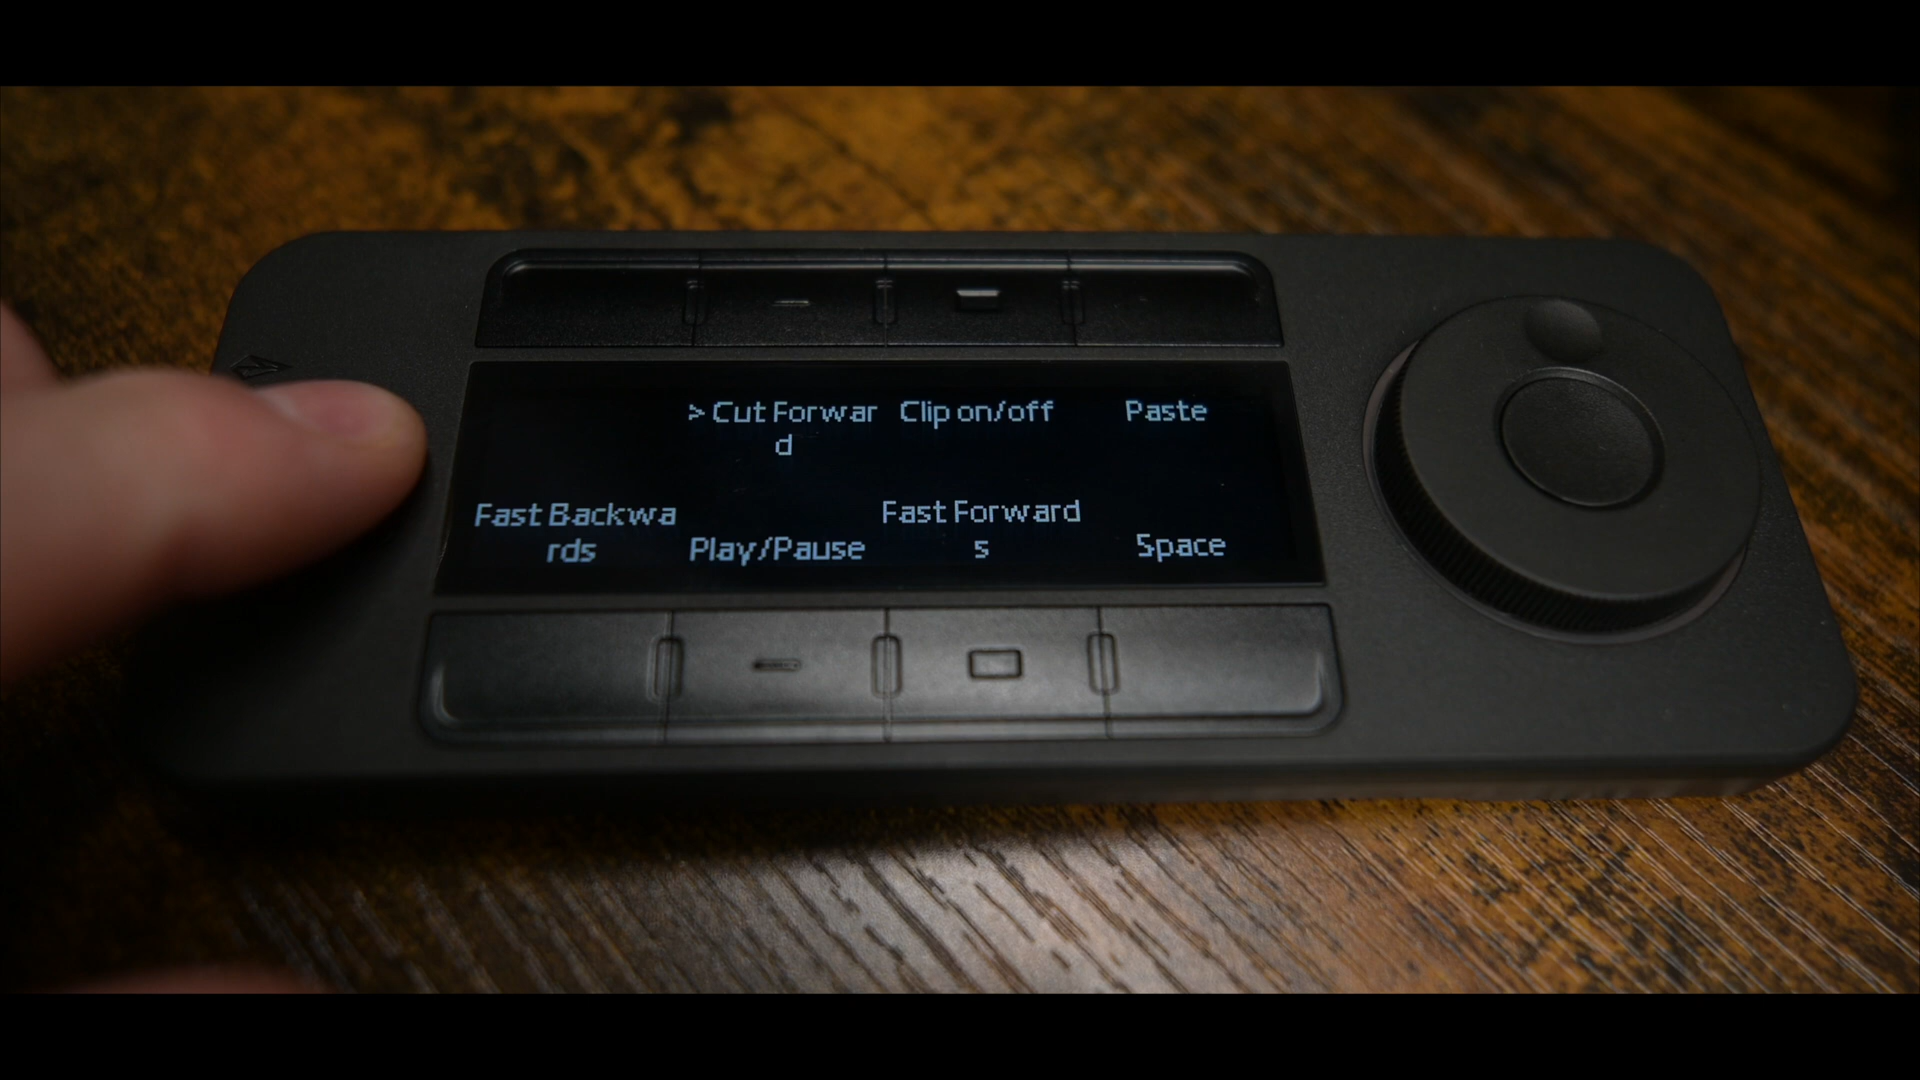 > Cut Forwar
d
Clip on/off
Paste
Fast Backwa
rds
Play/Pause
Fast Forward
s
Space